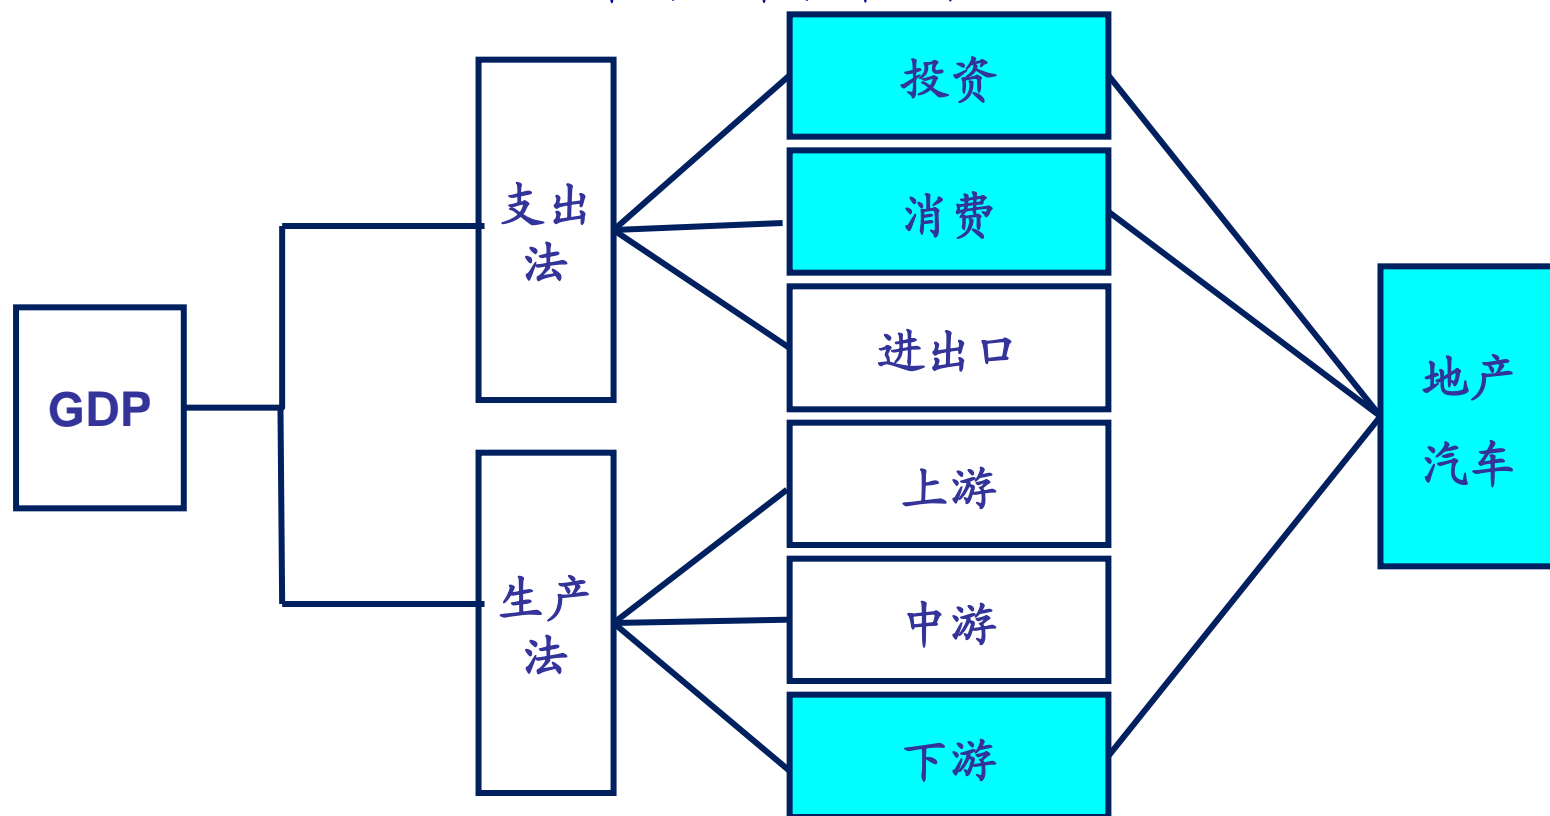 GDP
支出
法
生产
法
投资
消费
进出口
上游
中游
下游
地产
汽车